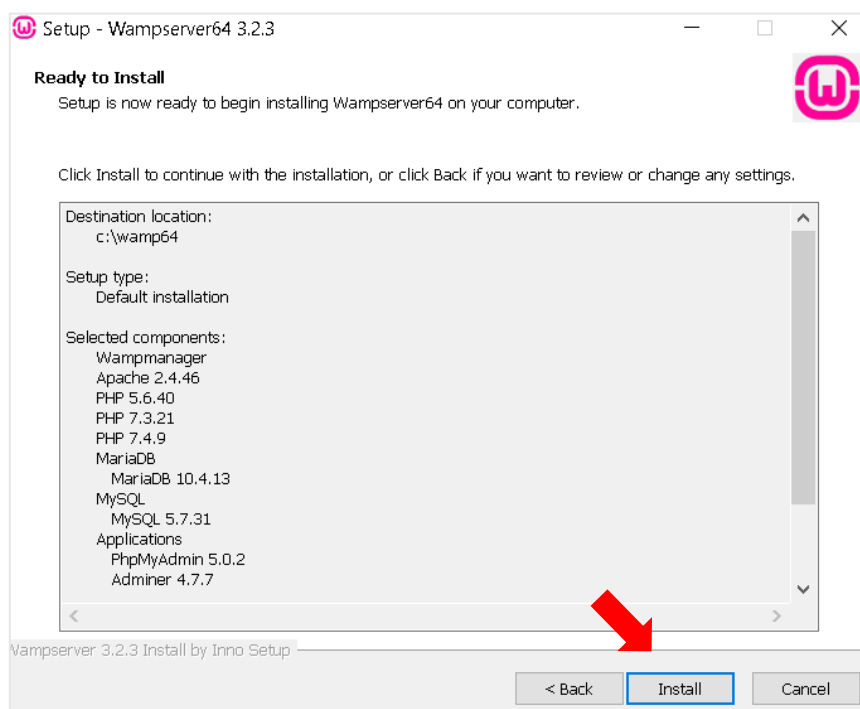 Setup - Wampserver64 3.2.3
Ready to Install
Setup is now ready to begin installing Wampserver64 on your computer.
Click Install to continue with the installation, or click Back if you want to review or change any settings.
Destination location:
c:\wamp64
Setup type:
Default installation
Selected components:
Wampmanager
Apache 2.4.46
PHP 5.6.40
PHP 7.3.21
PHP 7.4.9
MariaDB
MariaDB 10.4.13
MySQL
MySQL 5.7.31
Applications
PhpMyAdmin 5.0.2
Adminer 4.7.7
Wampserver 3.2.3 Install by Inno Setup
< Back
Install
Cancel